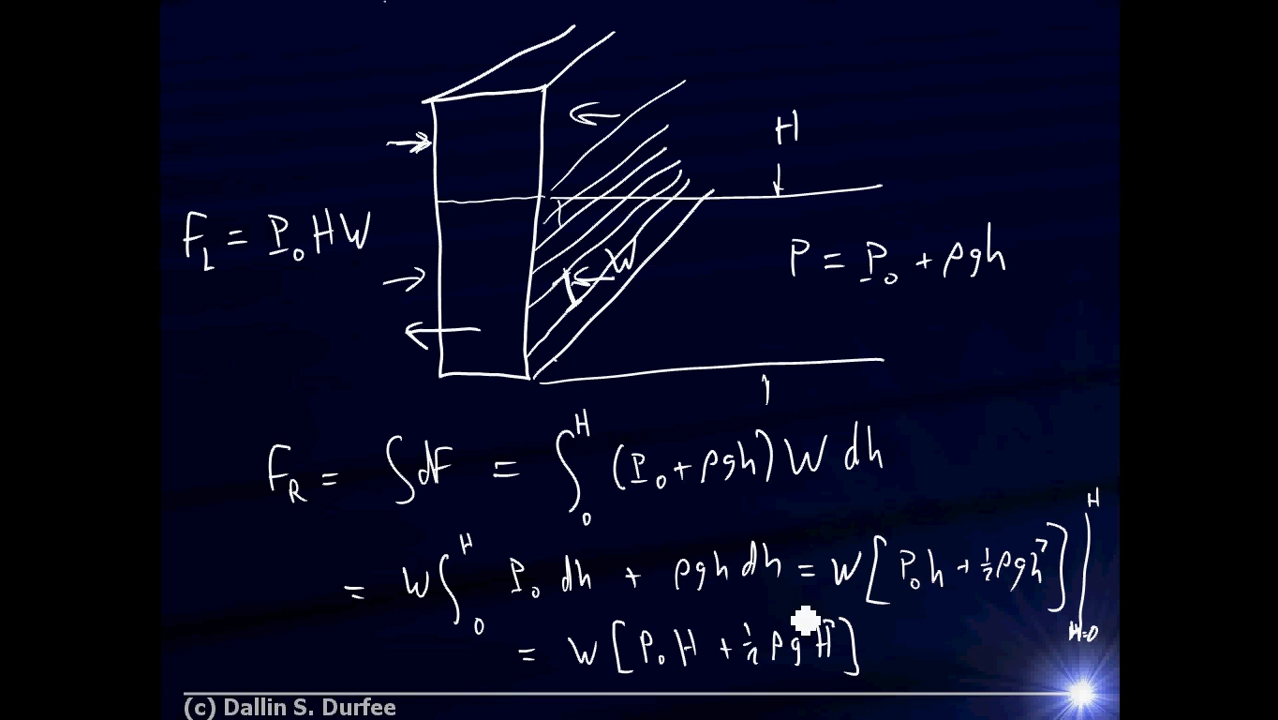 H
F_L = P_0 H W
W
P = P_0 + ρgh
F_R = ∫dF = ∫_0^H (P_0 + ρgh) W dh
= W ∫_0^H P_0 dh + ρgh dh = W [P_0 h + ½ρgh²] |_{H=0}^H
= W [P_0 H + ½ρgH²]
(c) Dallin S. Durfee